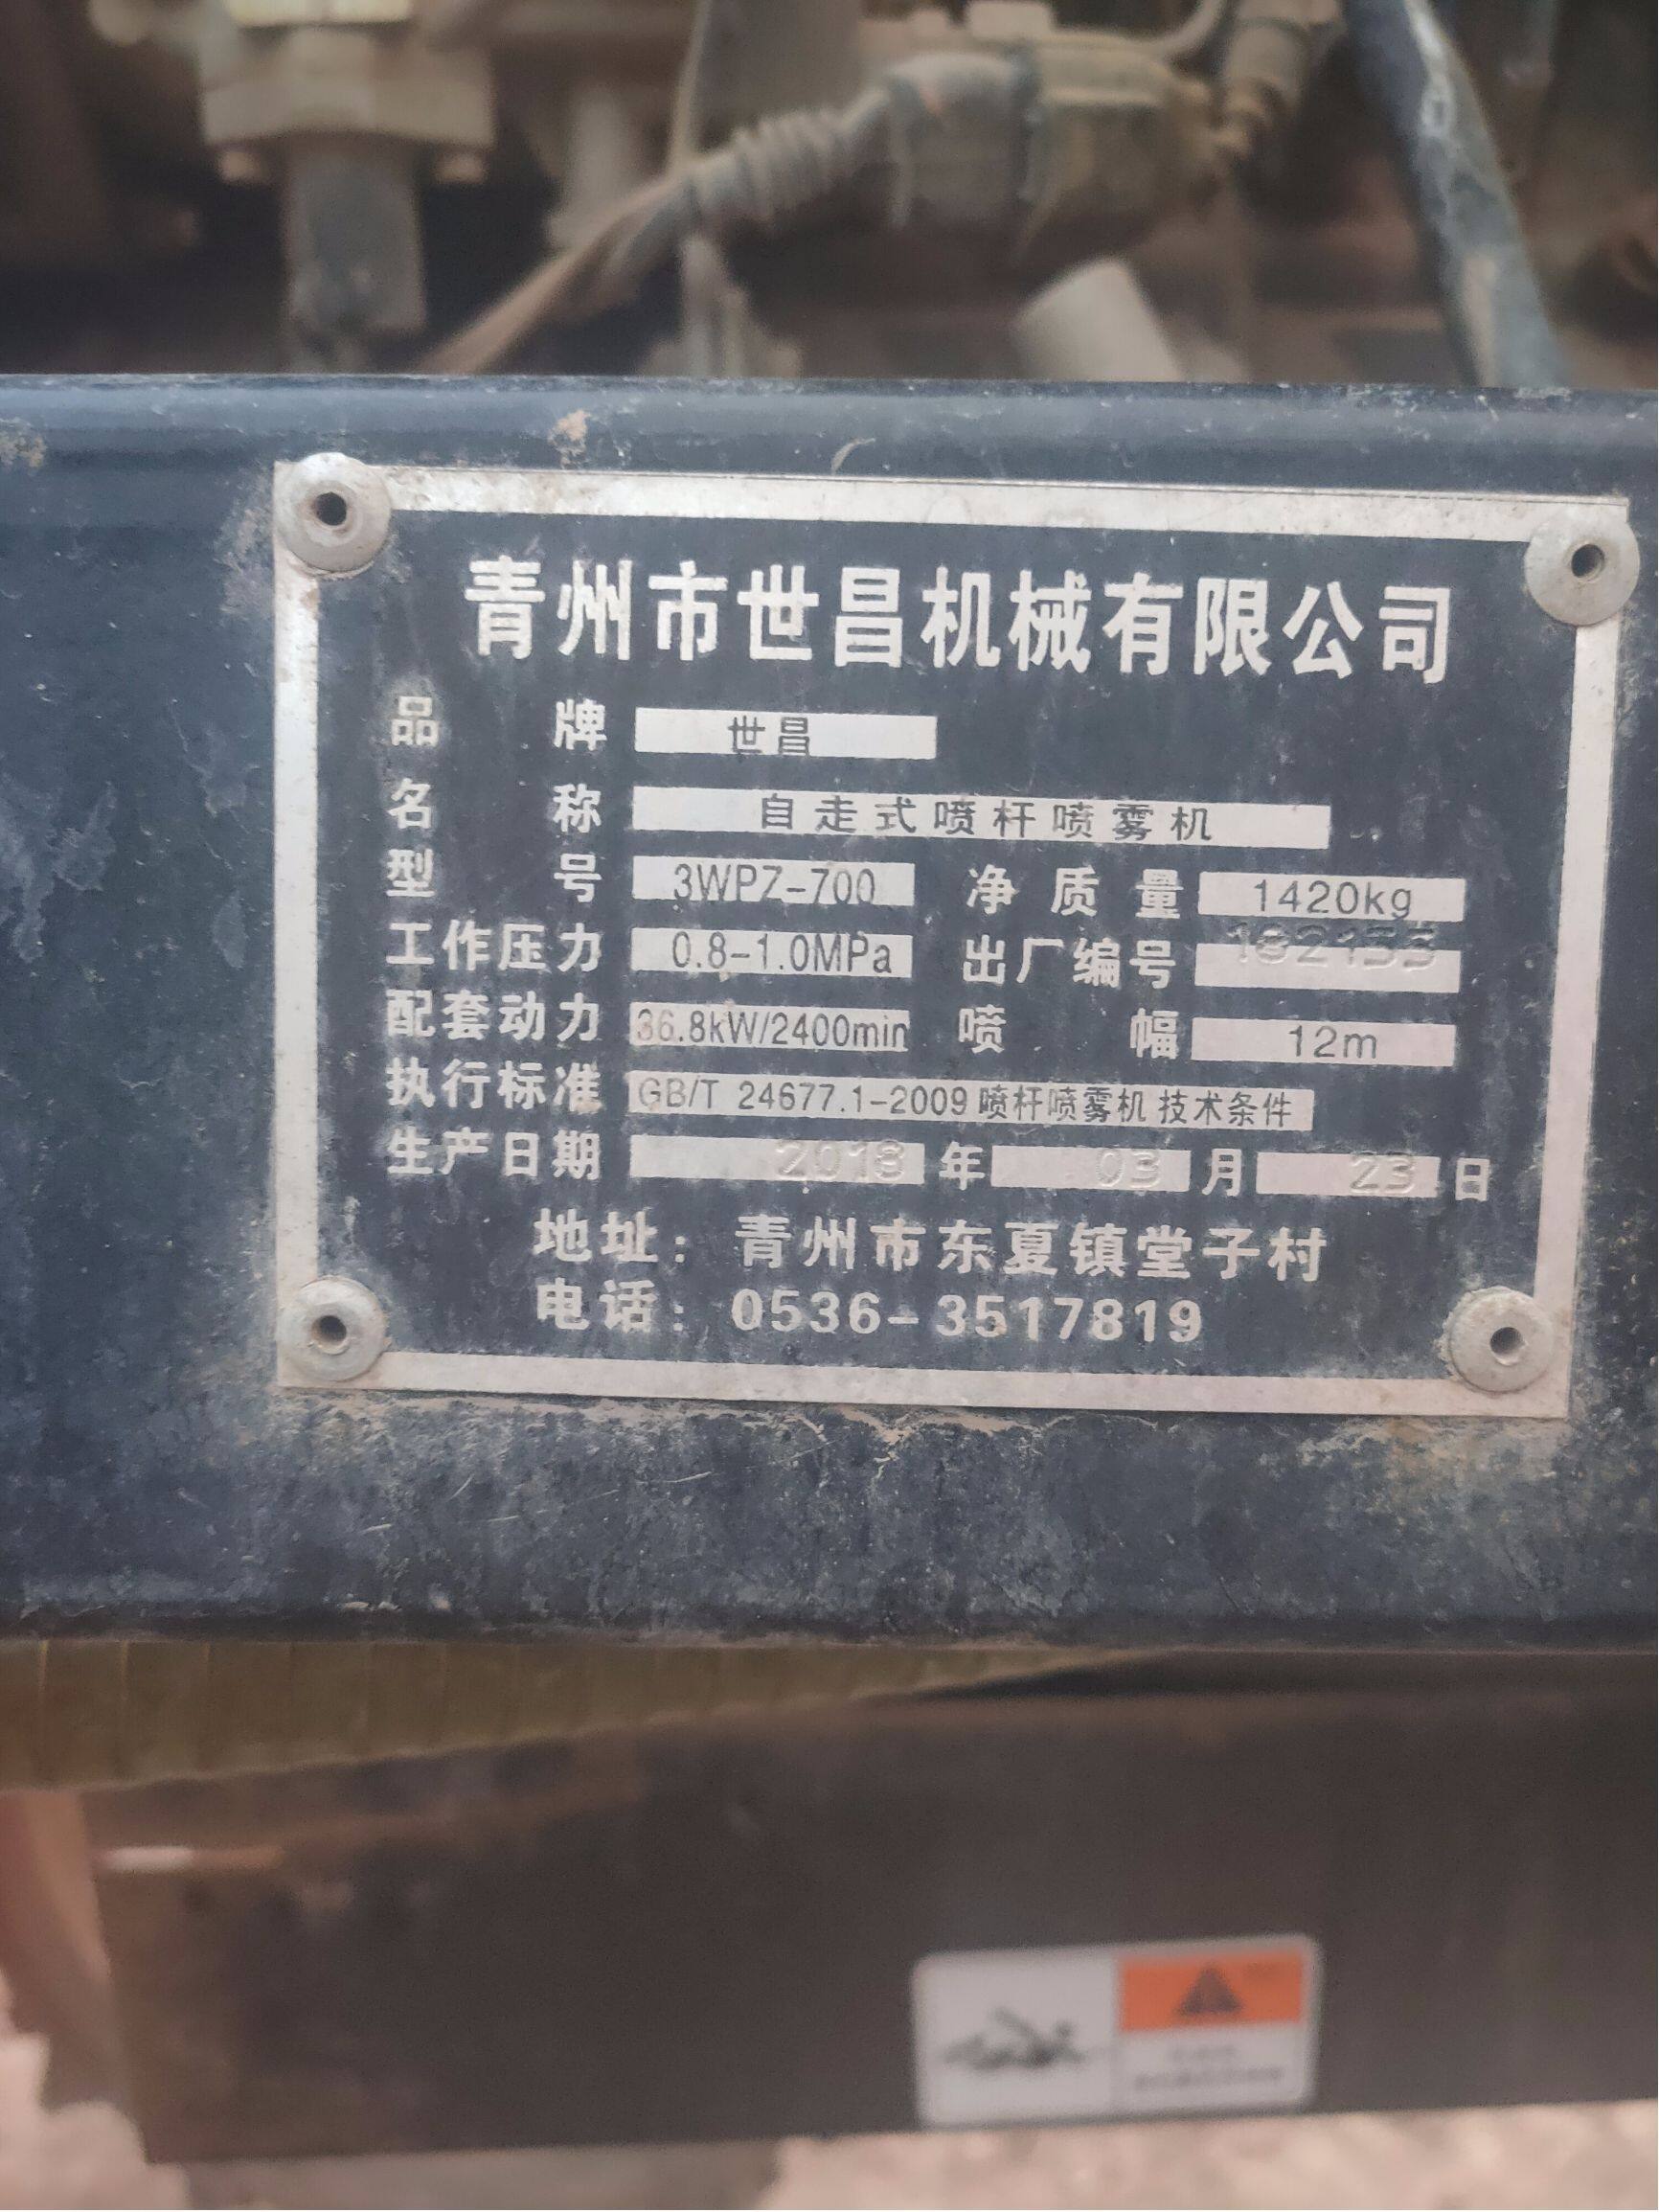 青州市世昌机械有限公司
品 牌 世昌
名 称 自走式喷杆喷雾机
型 号 3WPZ-700 净质量 1420kg
工作压力 0.8-1.0MPa 出厂编号 182155
配套动力 36.8kW/2400min 喷 幅 12m
执行标准 GB/T 24677.1-2009喷杆喷雾机 技术条件
生产日期 2018 年 03 月 23 日
地址: 青州市东夏镇堂子村
电话: 0536-3517819